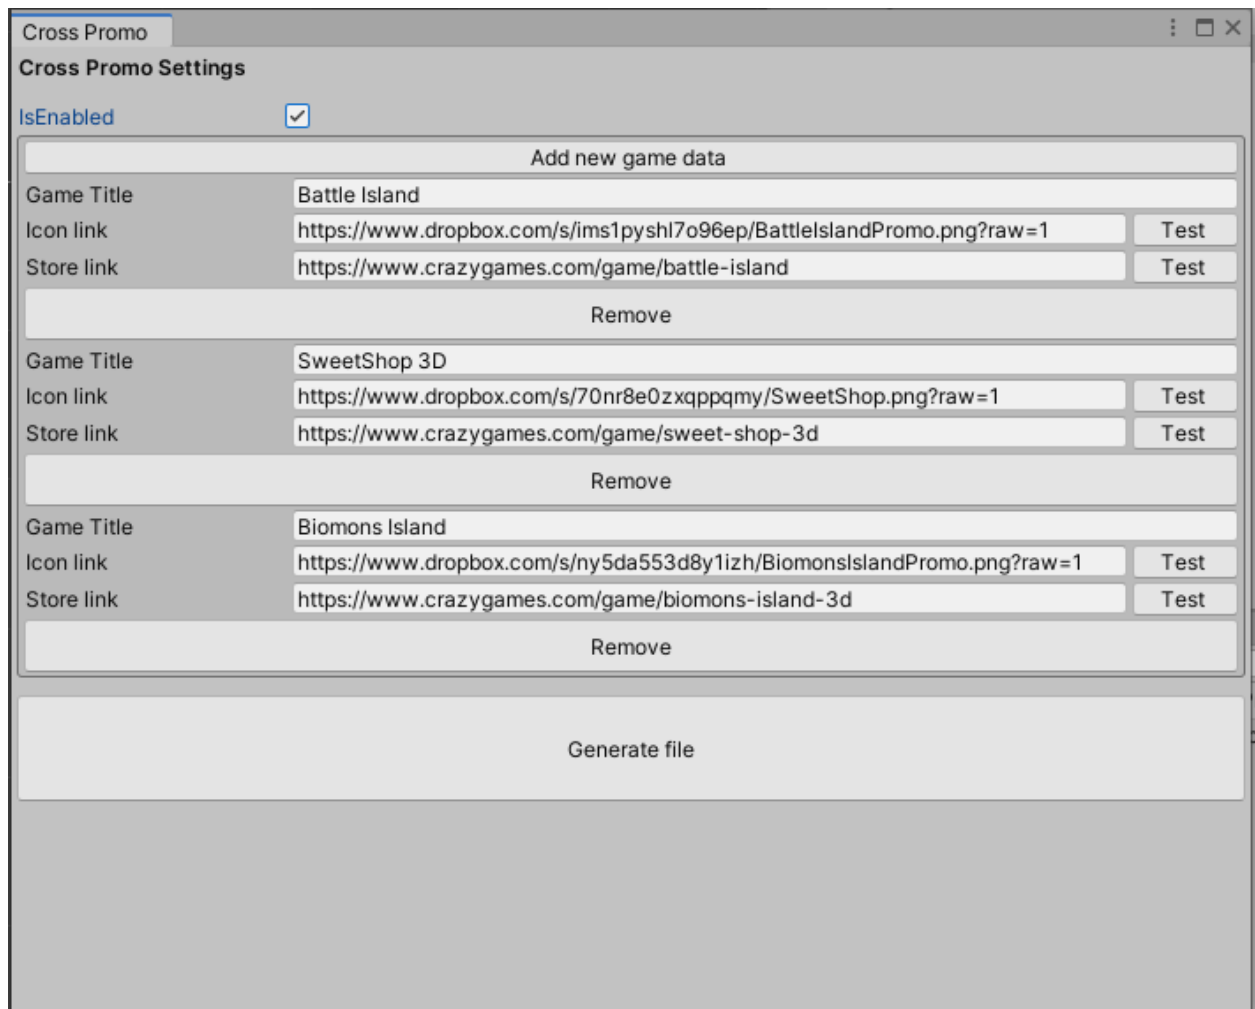 Cross Promo
Cross Promo Settings
IsEnabled
Add new game data
Game Title Battle Island
Icon link https://www.dropbox.com/s/ims1pyshl7o96ep/BattleIslandPromo.png?raw=1 Test
Store link https://www.crazygames.com/game/battle-island Test
Remove
Game Title SweetShop 3D
Icon link https://www.dropbox.com/s/70nr8e0zxqppqmy/SweetShop.png?raw=1 Test
Store link https://www.crazygames.com/game/sweet-shop-3d Test
Remove
Game Title Biomons Island
Icon link https://www.dropbox.com/s/ny5da553d8y1izh/BiomonsIslandPromo.png?raw=1 Test
Store link https://www.crazygames.com/game/biomons-island-3d Test
Remove
Generate file